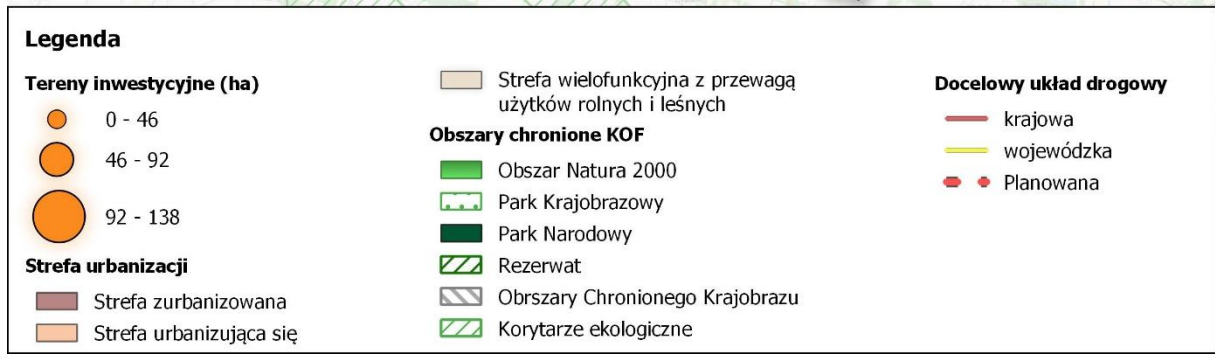 Legenda
Tereny inwestycyjne (ha)
0 - 46
46 - 92
92 - 138
Strefa urbanizacji
Strefa zurbanizowana
Strefa urbanizująca się
Strefa wielofunkcyjna z przewagą
użytków rolnych i leśnych
Obszary chronione KOF
Obszar Natura 2000
Park Krajobrazowy
Park Narodowy
Rezerwat
Obrszary Chronionego Krajobrazu
Korytarze ekologiczne
Docelowy układ drogowy
krajowa
wojewódzka
Planowana